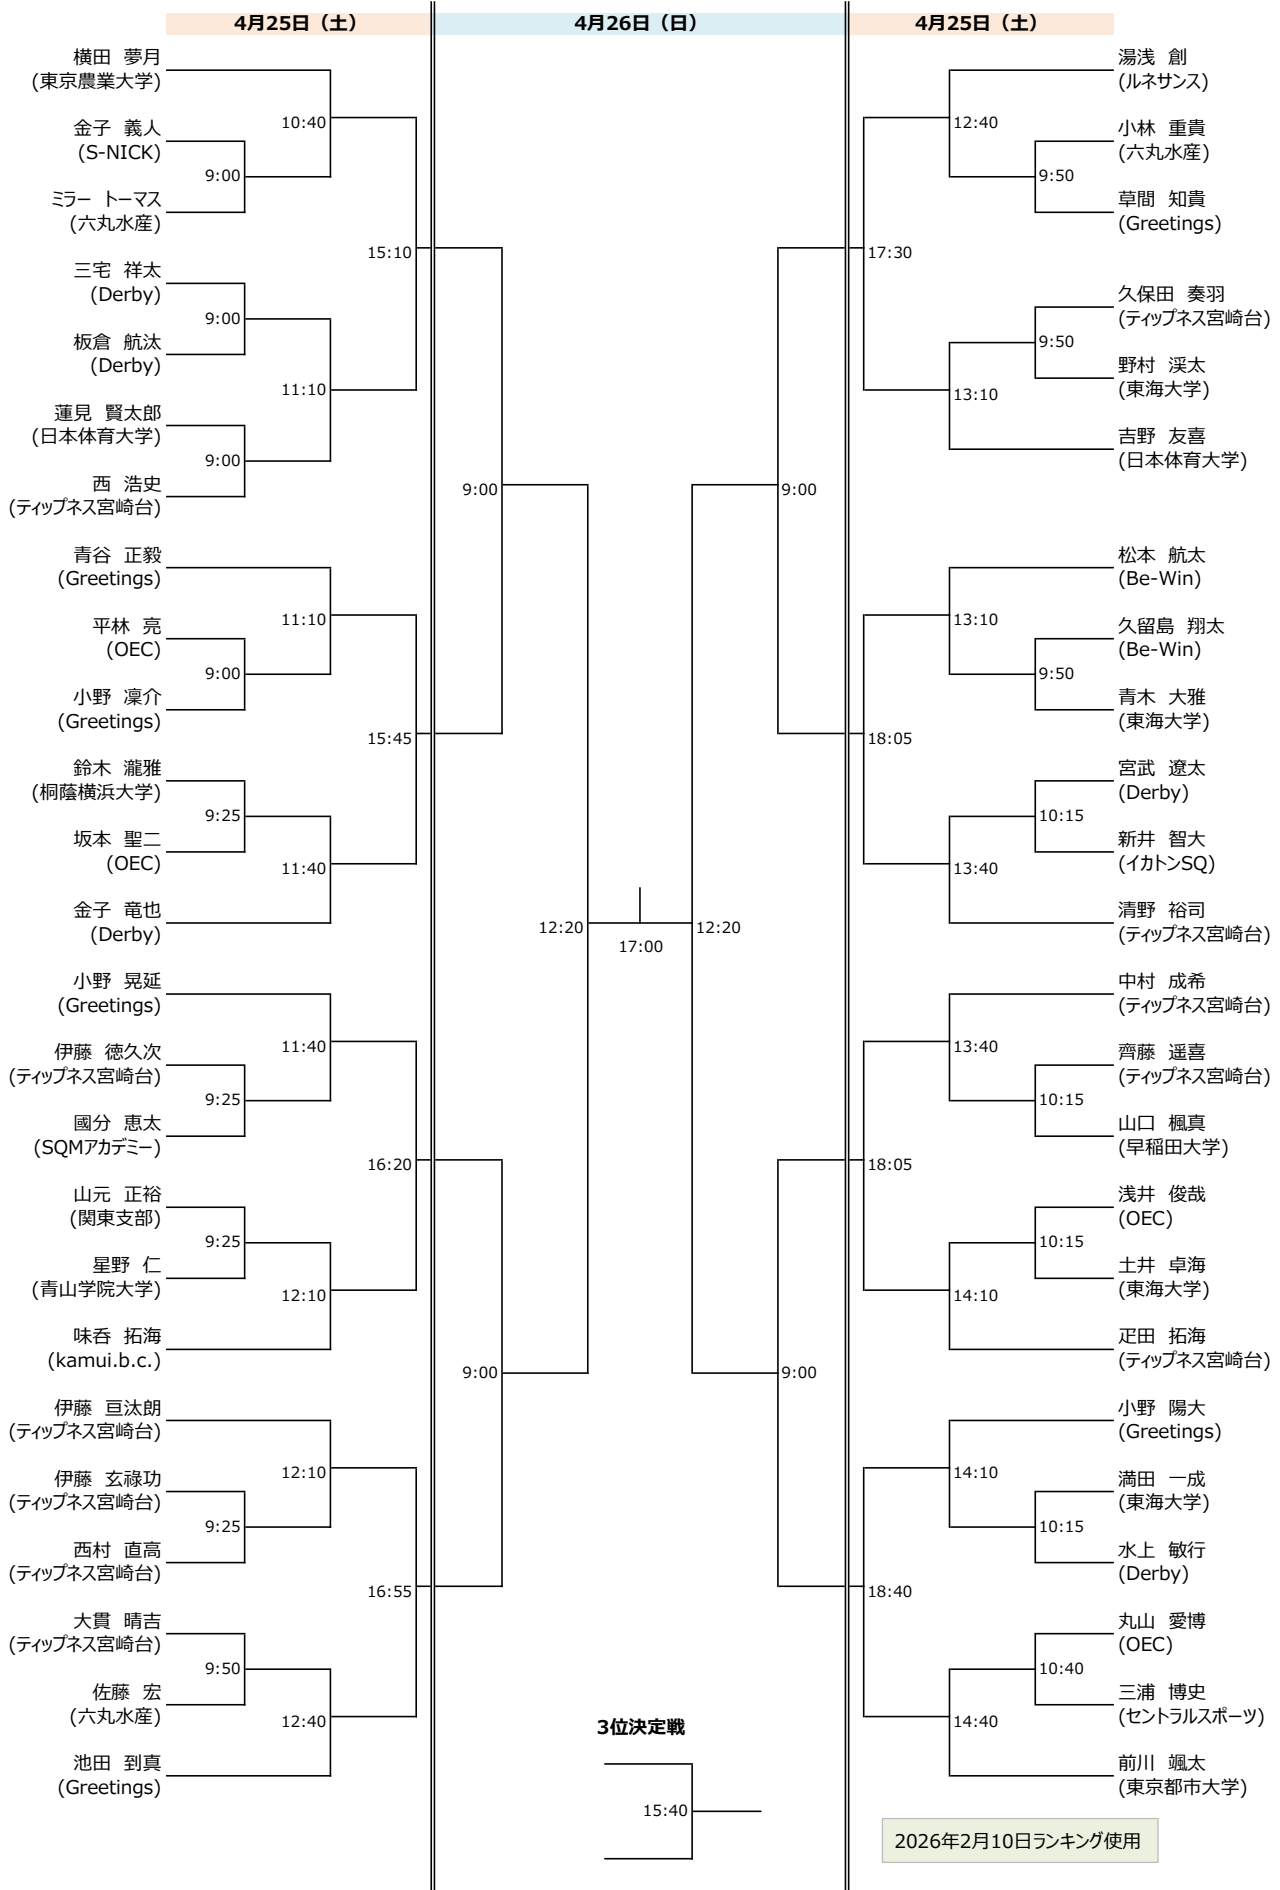 4月25日（土）
4月26日（日）
4月25日（土）
横田 夢月
(東京農業大学)
10:40
金子 義人
(S-NICK)
9:00
ミラー トーマス
(六丸水産)
15:10
三宅 祥太
(Derby)
9:00
板倉 航汰
(Derby)
11:10
蓮見 賢太郎
(日本体育大学)
9:00
西 浩史
(ティップネス宮崎台)
9:00
青谷 正毅
(Greetings)
11:10
平林 亮
(OEC)
9:00
小野 凜介
(Greetings)
15:45
鈴木 瀧雅
(桐蔭横浜大学)
9:25
坂本 聖二
(OEC)
11:40
金子 竜也
(Derby)
12:20
小野 晃延
(Greetings)
11:40
伊藤 徳久次
(ティップネス宮崎台)
9:25
國分 恵太
(SQMアカデミー)
16:20
山元 正裕
(関東支部)
9:25
星野 仁
(青山学院大学)
12:10
味呑 拓海
(kamui.b.c.)
9:00
伊藤 亘汰朗
(ティップネス宮崎台)
12:10
伊藤 玄祿功
(ティップネス宮崎台)
9:25
西村 直高
(ティップネス宮崎台)
16:55
大貫 晴吉
(ティップネス宮崎台)
9:50
佐藤 宏
(六丸水産)
12:40
池田 到真
(Greetings)
17:00
3位決定戦
15:40
湯浅 創
(ルネサンス)
12:40
小林 重貴
(六丸水産)
9:50
草間 知貴
(Greetings)
17:30
久保田 奏羽
(ティップネス宮崎台)
9:50
野村 渓太
(東海大学)
13:10
吉野 友喜
(日本体育大学)
9:00
松本 航太
(Be-Win)
13:10
久留島 翔太
(Be-Win)
9:50
青木 大雅
(東海大学)
18:05
宮武 遼太
(Derby)
10:15
新井 智大
(イカトンSQ)
13:40
清野 裕司
(ティップネス宮崎台)
12:20
中村 成希
(ティップネス宮崎台)
13:40
齊藤 遥喜
(ティップネス宮崎台)
10:15
山口 楓真
(早稲田大学)
18:05
浅井 俊哉
(OEC)
10:15
土井 卓海
(東海大学)
14:10
疋田 拓海
(ティップネス宮崎台)
9:00
小野 陽大
(Greetings)
14:10
満田 一成
(東海大学)
10:15
水上 敏行
(Derby)
18:40
丸山 愛博
(OEC)
10:40
三浦 博史
(セントラルスポーツ)
14:40
前川 颯太
(東京都市大学)
2026年2月10日ランキング使用